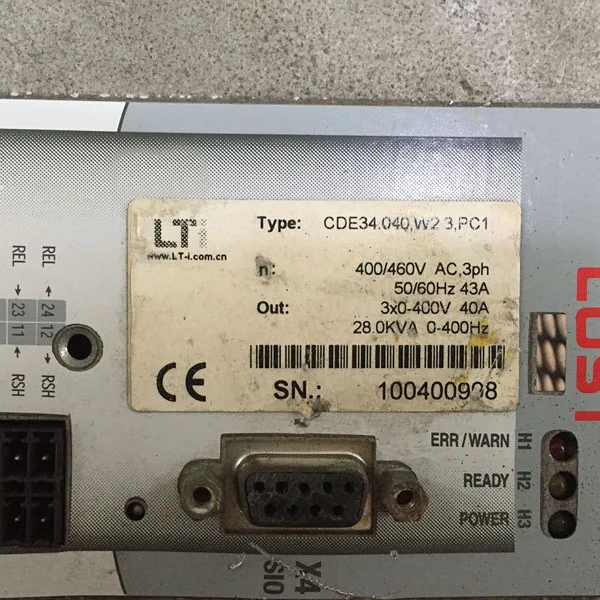 LTi
www.LT-i.com.cn
Type: CDE34.040,W2.3,PC1
n: 400/460V AC,3ph
50/60Hz 43A
Out: 3x0-400V 40A
28.0KVA 0-400Hz
CE
SN.: 100400908
REL → 23 11 → RSH
REL → 24 12 → RSH
LUST
ERR/WARN H1
READY H2
POWER H3
X4
SIO